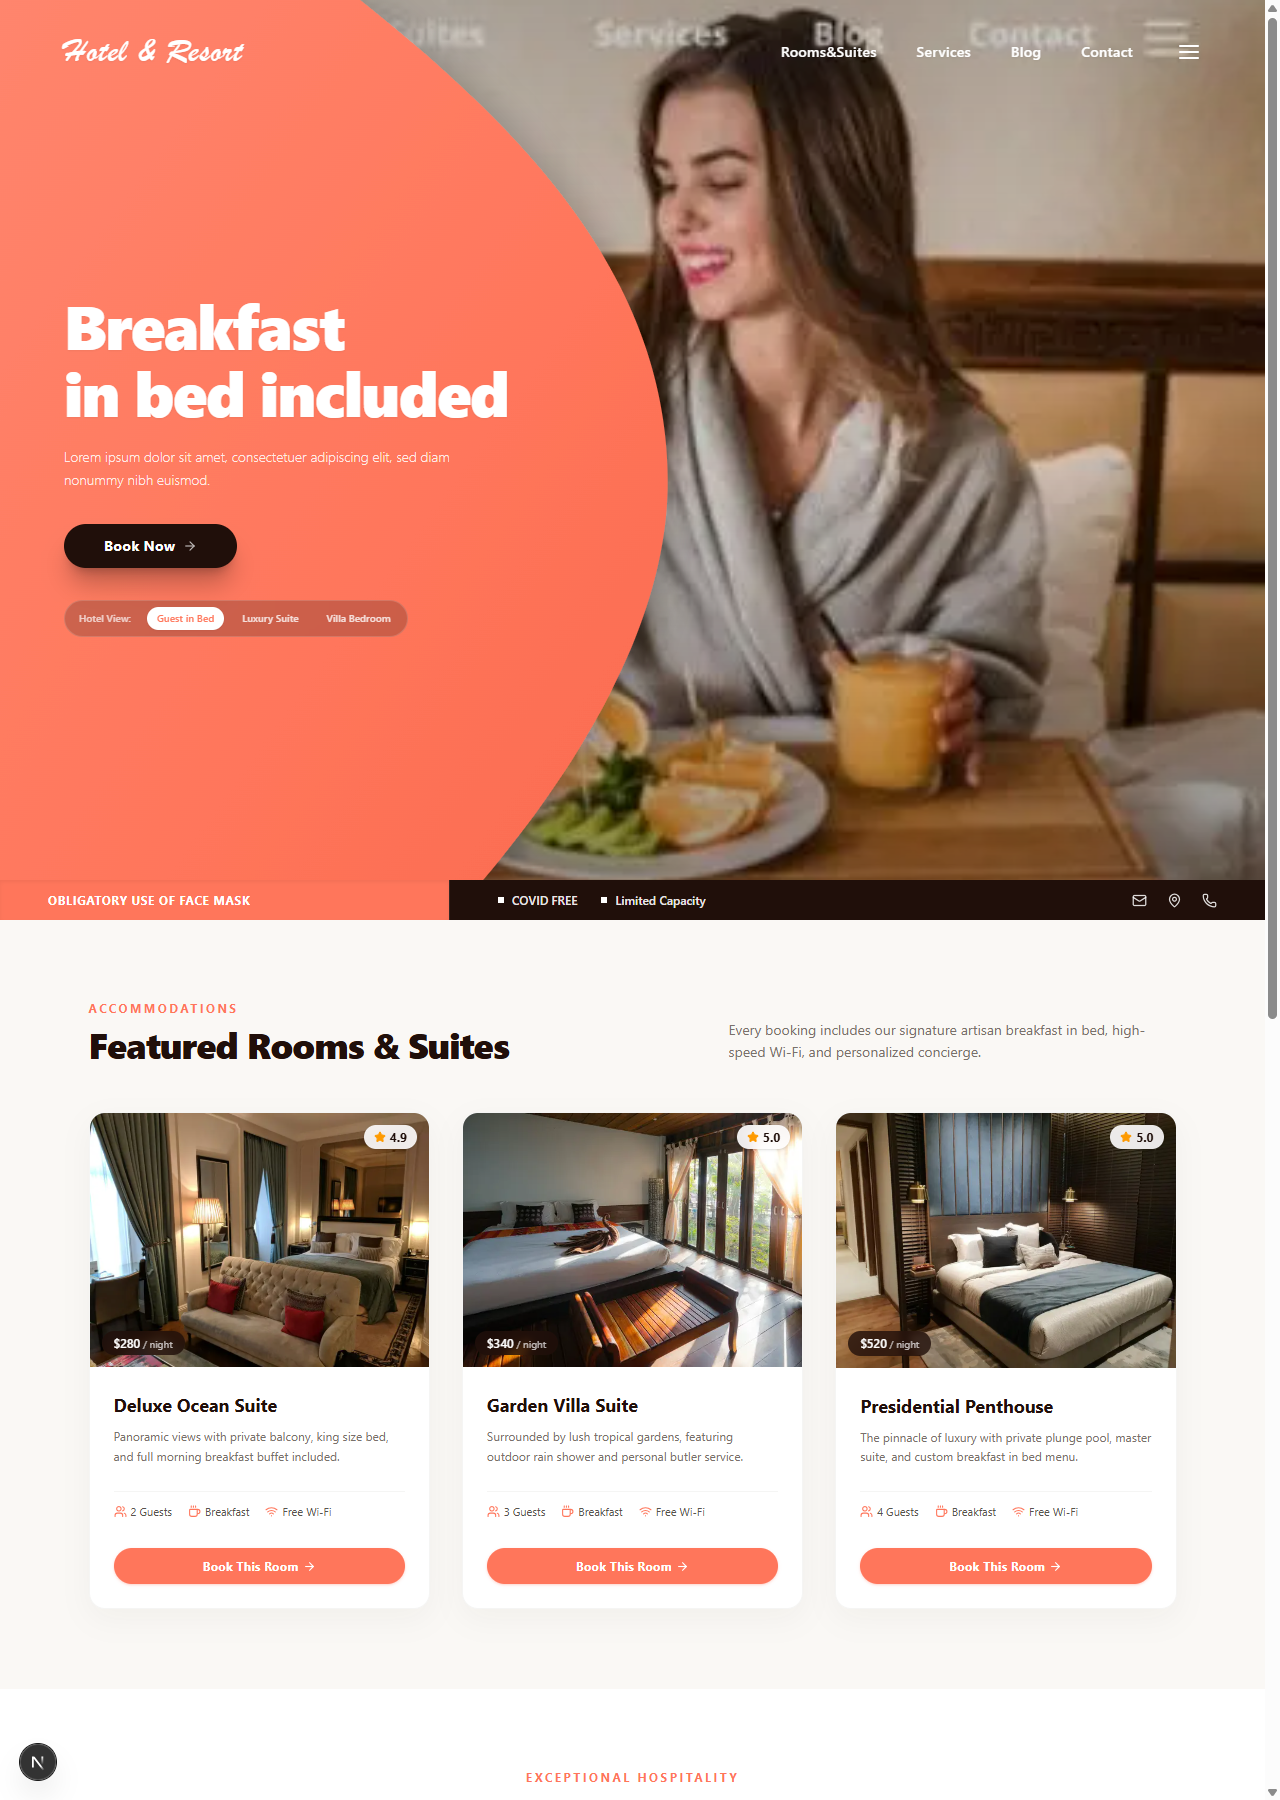 Suites Services Blog Contact
Hotel & Resort
Rooms&Suites Services Blog Contact
Breakfast
in bed included
Lorem ipsum dolor sit amet, consectetuer adipiscing elit, sed diam
nonummy nibh euismod.
Book Now →
Hotel View: Guest in Bed Luxury Suite Villa Bedroom
OBLIGATORY USE OF FACE MASK
COVID FREE Limited Capacity
ACCOMMODATIONS
Featured Rooms & Suites
Every booking includes our signature artisan breakfast in bed, high-
speed Wi-Fi, and personalized concierge.
4.9
$280 / night
Deluxe Ocean Suite
Panoramic views with private balcony, king size bed,
and full morning breakfast buffet included.
2 Guests Breakfast Free Wi-Fi
Book This Room →
5.0
$340 / night
Garden Villa Suite
Surrounded by lush tropical gardens, featuring
outdoor rain shower and personal butler service.
3 Guests Breakfast Free Wi-Fi
Book This Room →
5.0
$520 / night
Presidential Penthouse
The pinnacle of luxury with private plunge pool, master
suite, and custom breakfast in bed menu.
4 Guests Breakfast Free Wi-Fi
Book This Room →
N
EXCEPTIONAL HOSPITALITY